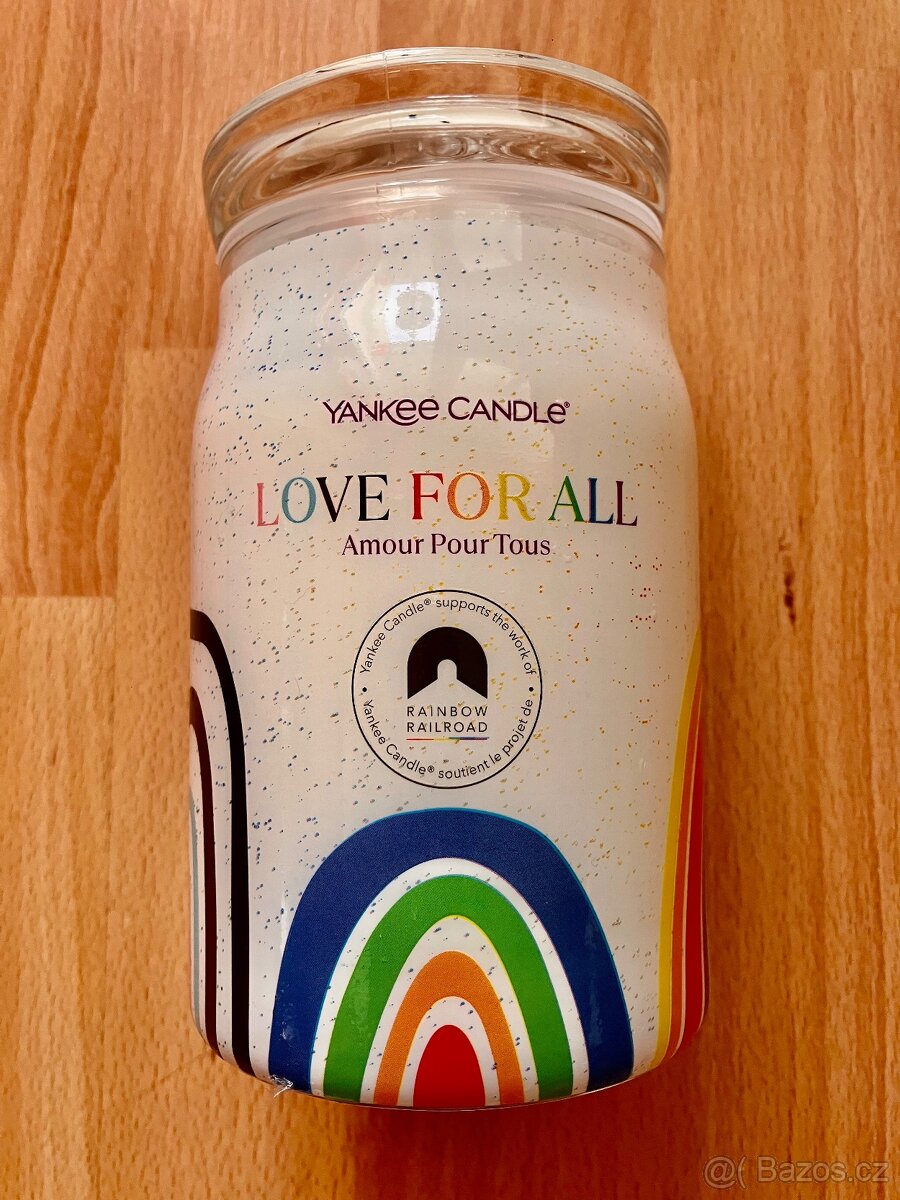 YANKEE CANDLE®
LOVE FOR ALL
Amour Pour Tous
Yankee Candle® supports the work of
RAINBOW
RAILROAD
Yankee Candle® soutient le projet de
@( Bazos.cz